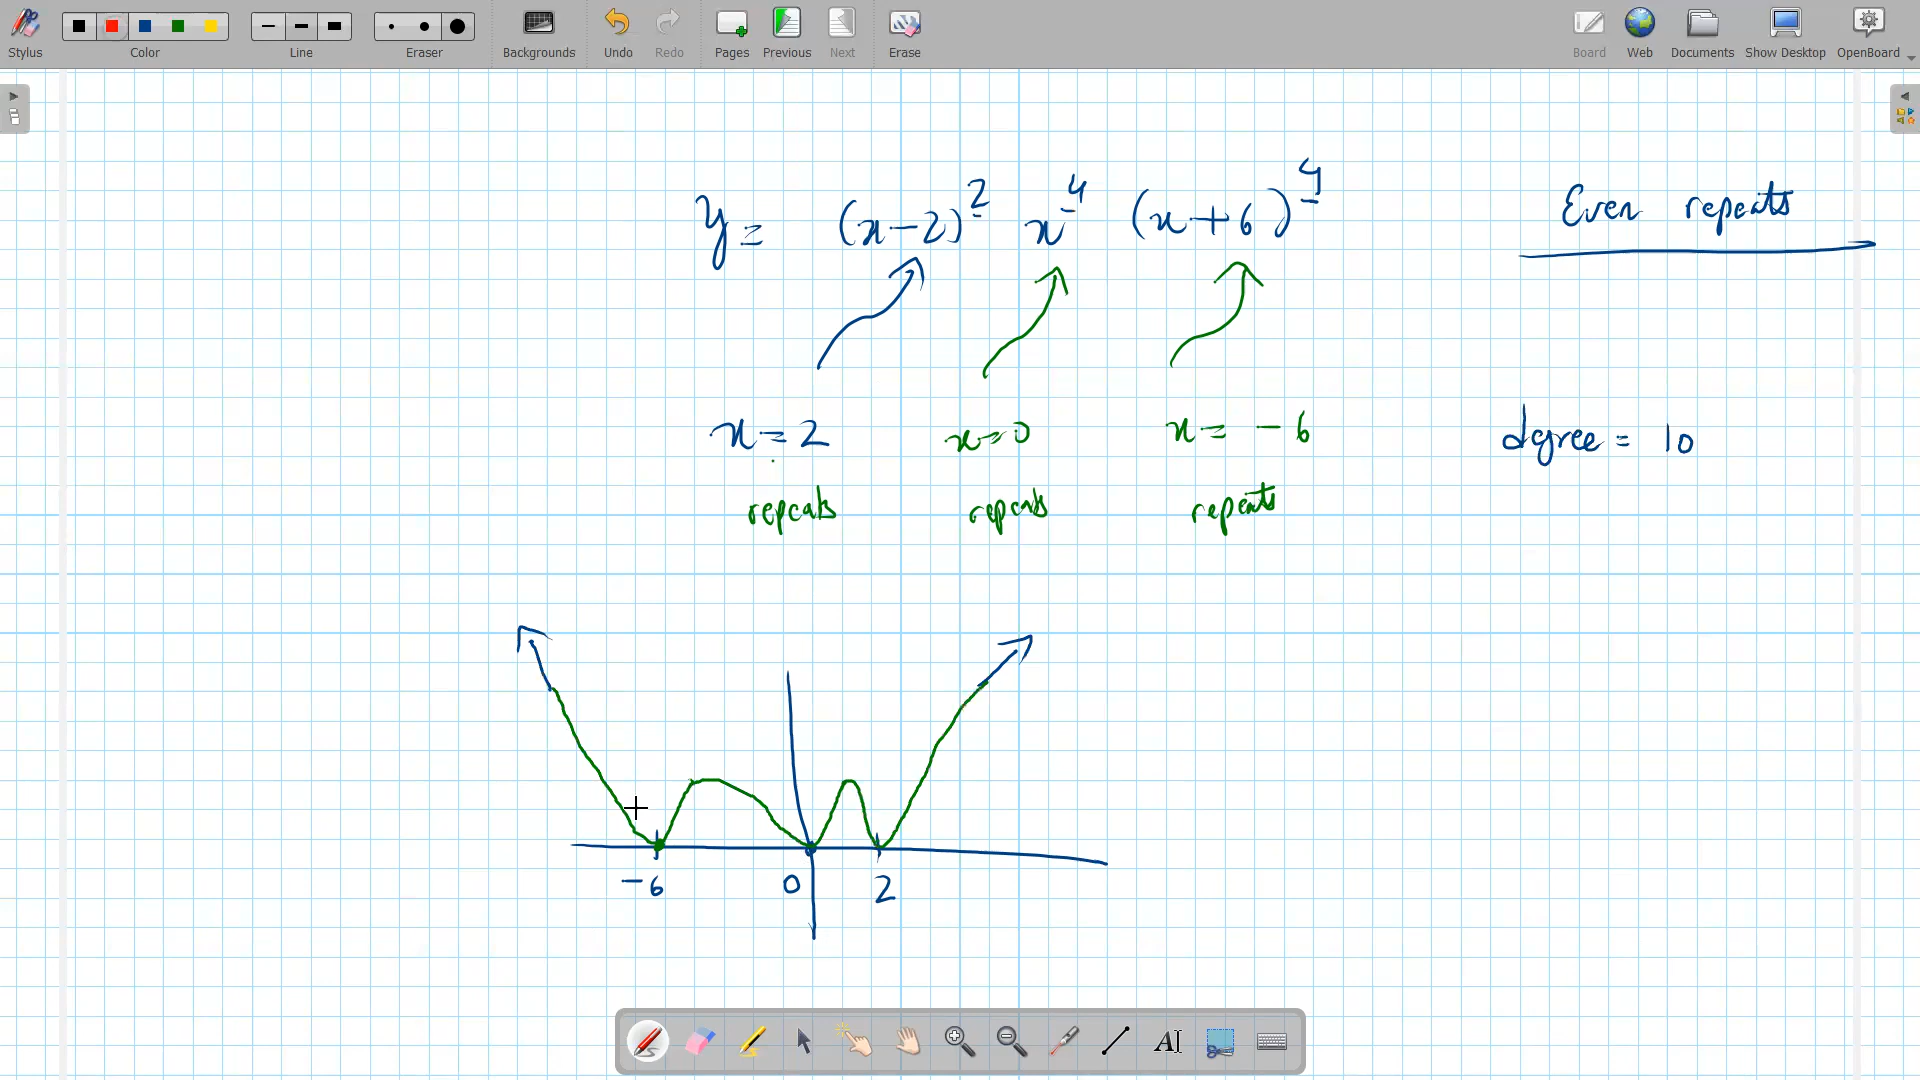 Stylus Color Line Eraser Backgrounds Undo Redo Pages Previous Next Erase Board Web Documents Show Desktop OpenBoard
y = (x-2)² x⁴ (x+6)⁴
Even repeats
x = 2 x=0 x = -6
degree = 10
repeats repeats repeats
-6 0 2